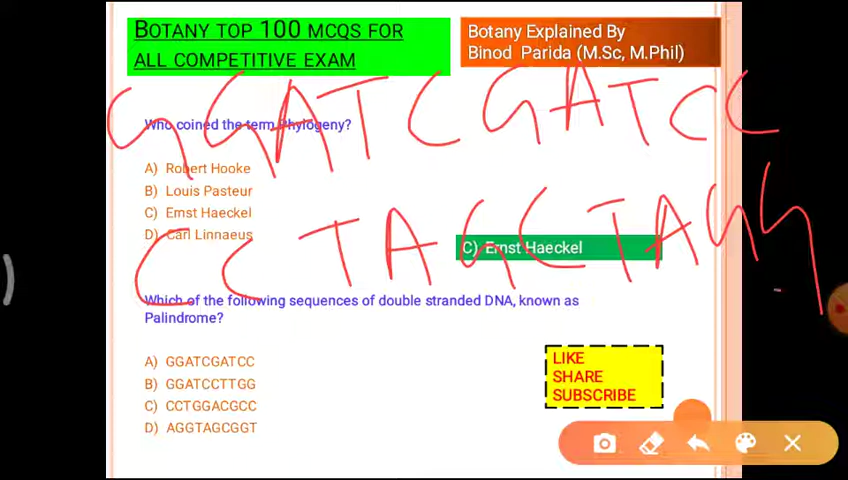 BOTANY TOP 100 MCQS FOR
ALL COMPETITIVE EXAM
Botany Explained By
Binod Parida (M.Sc, M.Phil)
GGATCGATCC
Who coined the term Phylogeny?
A) Robert Hooke
B) Louis Pasteur
C) Ernst Haeckel
D) Carl Linnaeus
CCTAGCTAGG
C) Ernst Haeckel
Which of the following sequences of double stranded DNA, known as
Palindrome?
A) GGATCGATCC
B) GGATCCTTGG
C) CCTGGACGCC
D) AGGTAGCGGT
LIKE
SHARE
SUBSCRIBE